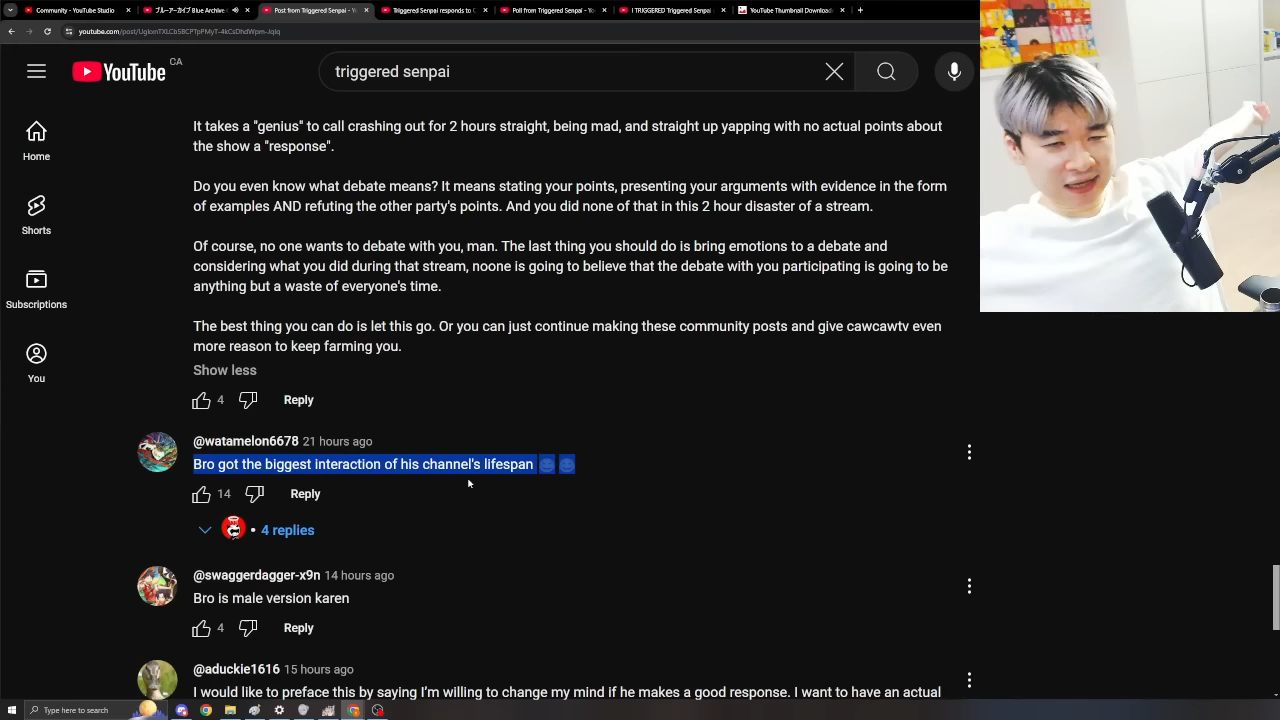 Community - YouTube Studio
ブルーアーカイブ Blue Archive
Post from Triggered Senpai - Yo
Triggered Senpai responds to C
Poll from Triggered Senpai - Yo
I TRIGGERED Triggered Senpai
YouTube Thumbnail Download
youtube.com/post/
YouTube CA
triggered senpai
Home
Shorts
Subscriptions
You
It takes a "genius" to call crashing out for 2 hours straight, being mad, and straight up yapping with no actual points about
the show a "response".
Do you even know what debate means? It means stating your points, presenting your arguments with evidence in the form
of examples AND refuting the other party's points. And you did none of that in this 2 hour disaster of a stream.
Of course, no one wants to debate with you, man. The last thing you should do is bring emotions to a debate and
considering what you did during that stream, noone is going to believe that the debate with you participating is going to be
anything but a waste of everyone's time.
The best thing you can do is let this go. Or you can just continue making these community posts and give cawcawtv even
more reason to keep farming you.
Show less
4 Reply
@watamelon6678 21 hours ago
Bro got the biggest interaction of his channel's lifespan
14 Reply
• 4 replies
@swaggerdagger-x9n 14 hours ago
Bro is male version karen
4 Reply
@aduckie1616 15 hours ago
I would like to preface this by saying I'm willing to change my mind if he makes a good response. I want to have an actual
Type here to search